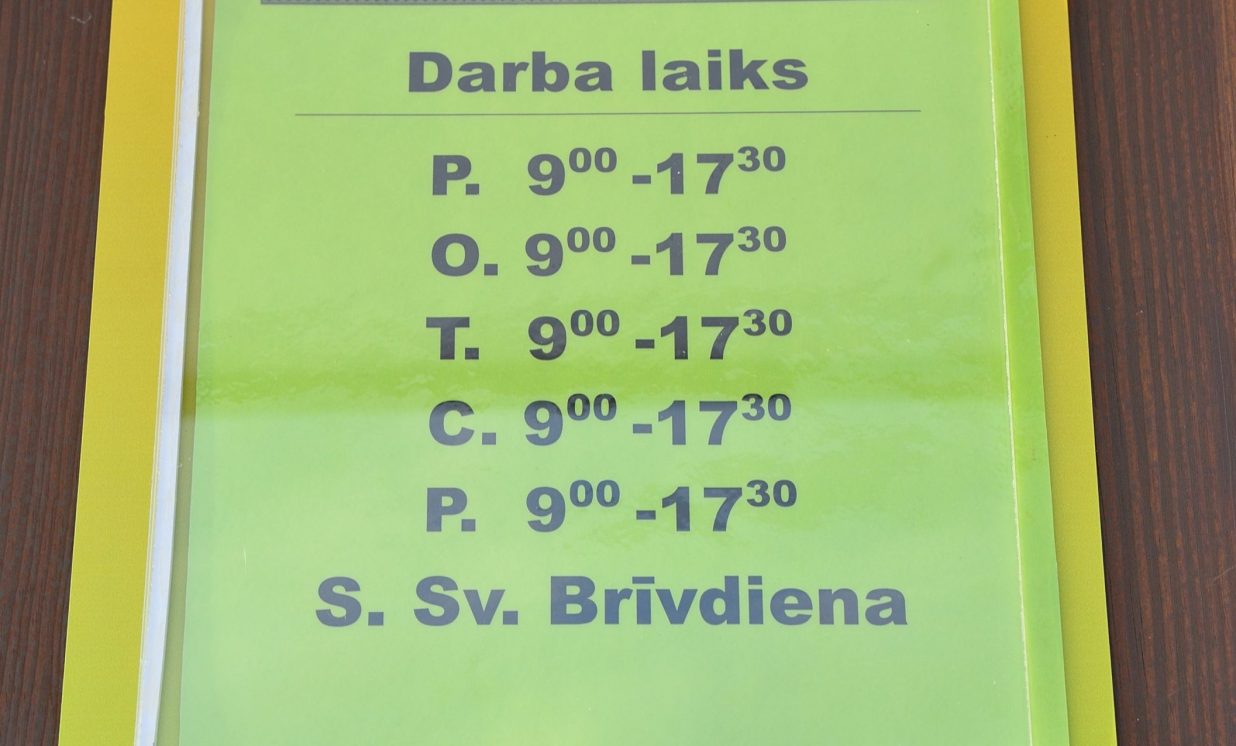 Darba laiks
P. 9⁰⁰ -17³⁰
O. 9⁰⁰ -17³⁰
T. 9⁰⁰ -17³⁰
C. 9⁰⁰ -17³⁰
P. 9⁰⁰ -17³⁰
S. Sv. Brīvdiena